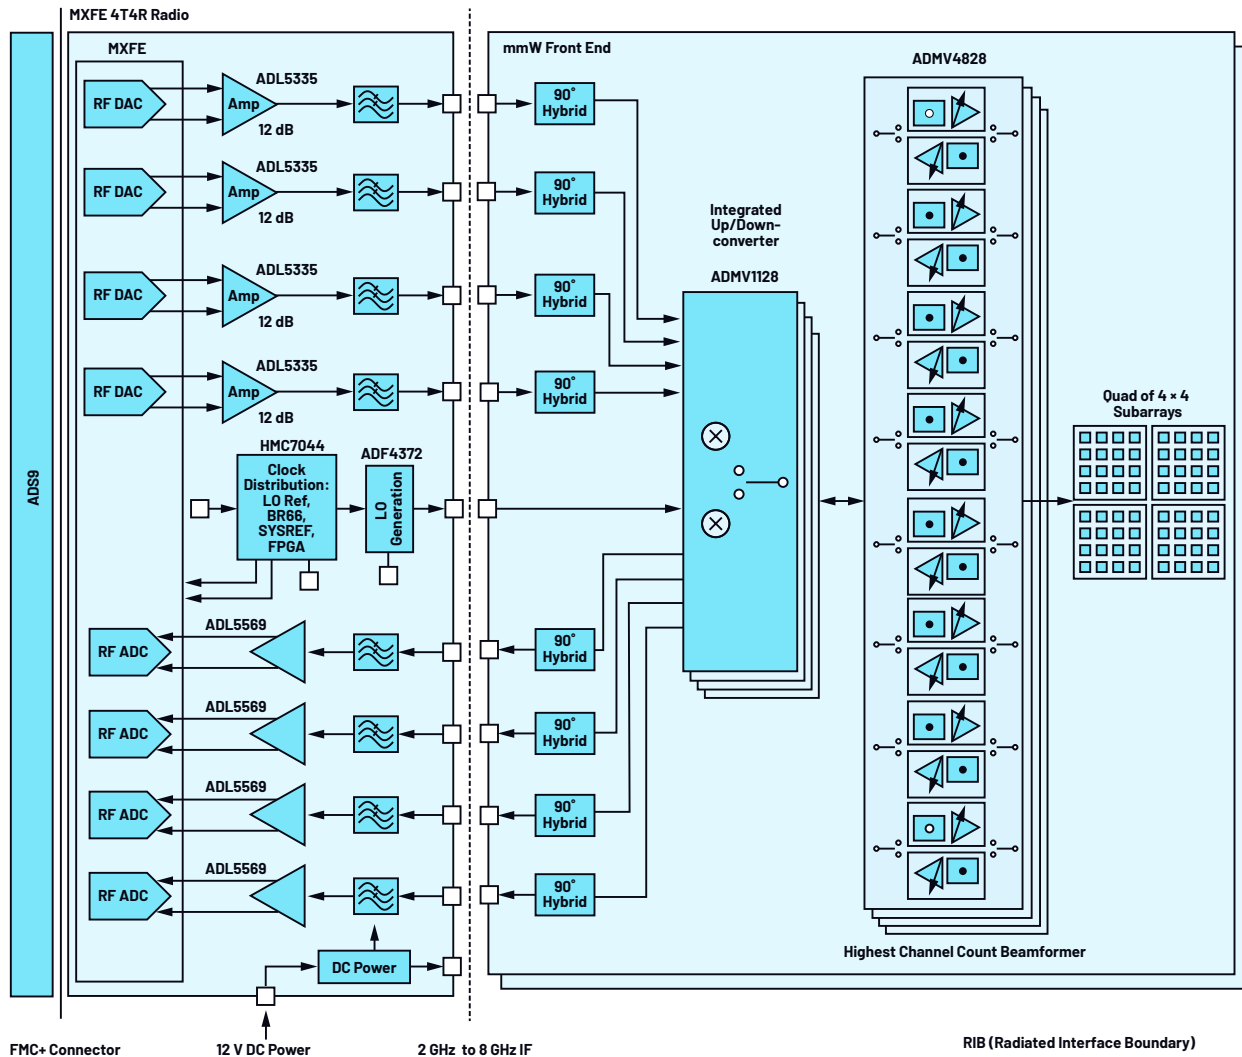 MXFE 4T4R Radio
MXFE
ADS9
RF DAC
ADL5335
Amp
12 dB
RF DAC
ADL5335
Amp
12 dB
RF DAC
ADL5335
Amp
12 dB
RF DAC
ADL5335
Amp
12 dB
HMC7044
Clock
Distribution:
LO Ref,
BR66,
SYSREF,
FPGA
ADF4372
LO
Generation
RF ADC
ADL5569
RF ADC
ADL5569
RF ADC
ADL5569
RF ADC
ADL5569
DC Power
mmW Front End
90°
Hybrid
90°
Hybrid
90°
Hybrid
90°
Hybrid
90°
Hybrid
90°
Hybrid
90°
Hybrid
90°
Hybrid
Integrated
Up/Down-
converter
ADMV1128
ADMV4828
Highest Channel Count Beamformer
Quad of 4 × 4
Subarrays
FMC+ Connector
12 V DC Power
2 GHz to 8 GHz IF
RIB (Radiated Interface Boundary)